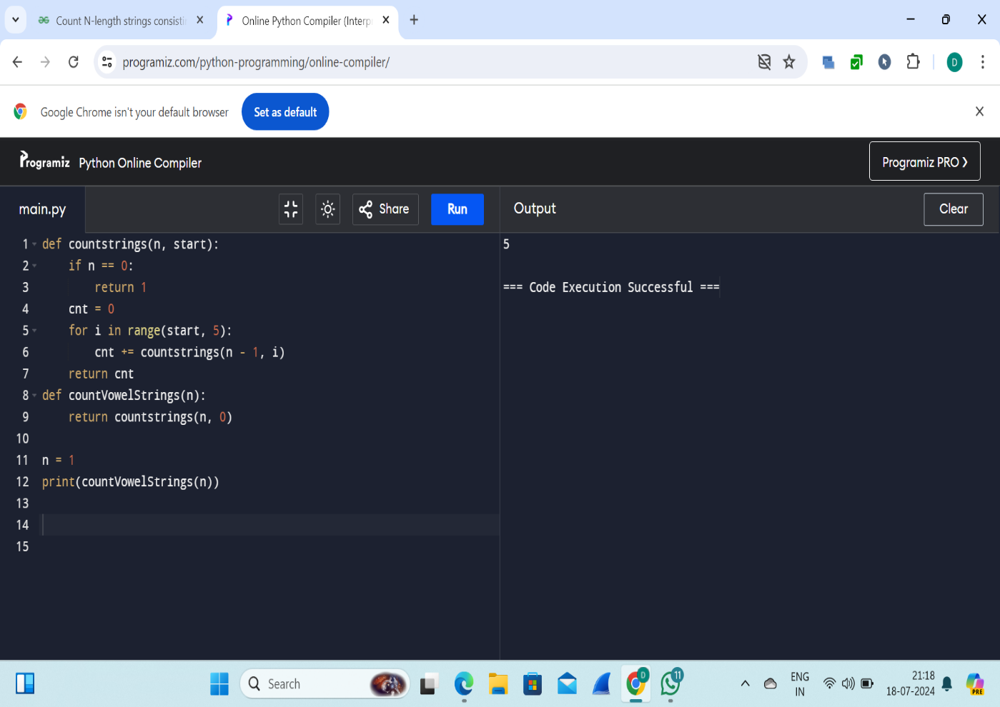 Count N-length strings consisti
Online Python Compiler (Interp
programiz.com/python-programming/online-compiler/
D
Google Chrome isn't your default browser
Set as default
Programiz Python Online Compiler
Programiz PRO ❯
main.py
Share
Run
Output
Clear
1 def countstrings(n, start):
2     if n == 0:
3         return 1
4     cnt = 0
5     for i in range(start, 5):
6         cnt += countstrings(n - 1, i)
7     return cnt
8 def countVowelStrings(n):
9     return countstrings(n, 0)
10
11 n = 1
12 print(countVowelStrings(n))
13
14
15
5
=== Code Execution Successful ===
Search
D
11
ENG
IN
21:18
18-07-2024
PRE